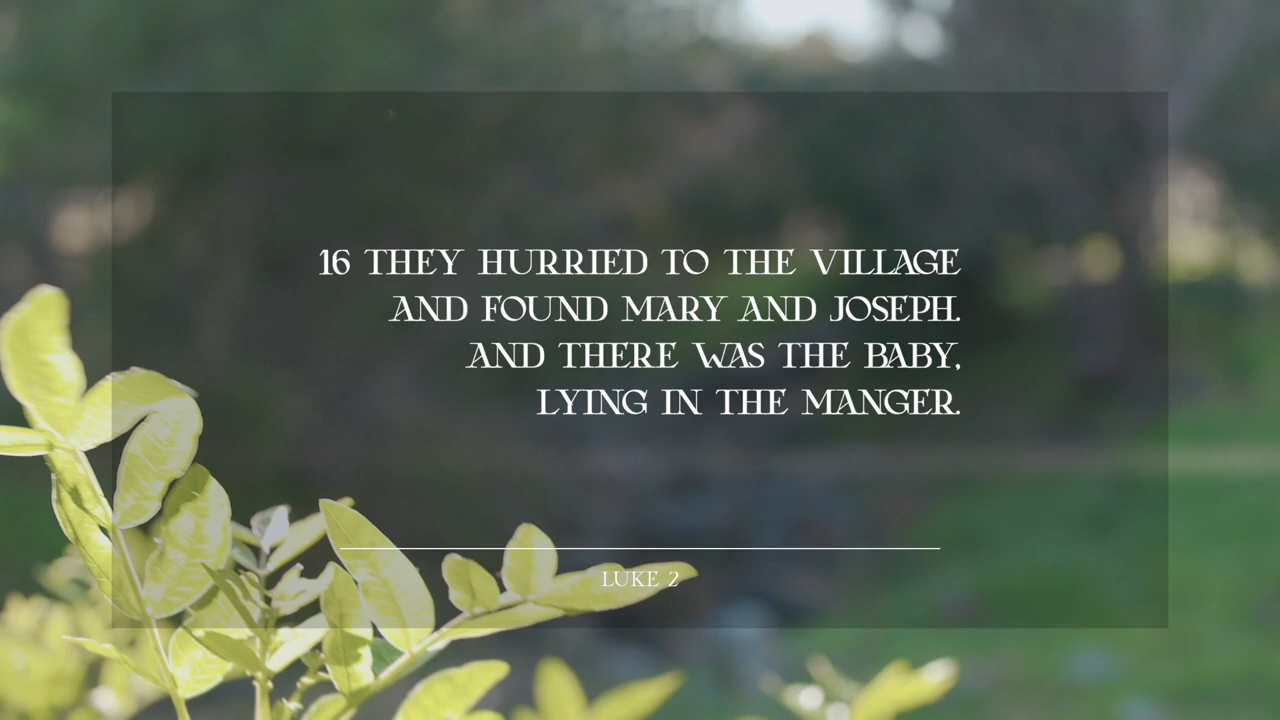 16 THEY HURRIED TO THE VILLAGE
AND FOUND MARY AND JOSEPH.
AND THERE WAS THE BABY,
LYING IN THE MANGER.
LUKE 2